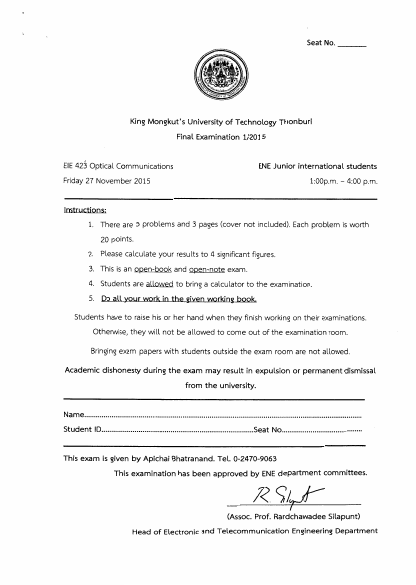 Seat No. _______
King Mongkut's University of Technology Thonburi
Final Examination 1/2015
EIE 423 Optical Communications ENE Junior international students
Friday 27 November 2015 1:00p.m. – 4:00 p.m.
Instructions:
1. There are 5 problems and 3 pages (cover not included). Each problem is worth
20 points.
2. Please calculate your results to 4 significant figures.
3. This is an open-book and open-note exam.
4. Students are allowed to bring a calculator to the examination.
5. Do all your work in the given working book.
Students have to raise his or her hand when they finish working on their examinations.
Otherwise, they will not be allowed to come out of the examination room.
Bringing exam papers with students outside the exam room are not allowed.
Academic dishonesty during the exam may result in expulsion or permanent dismissal
from the university.
Name....................................................................................................
Student ID............................................................Seat No..............................
This exam is given by Apichai Bhatranand. Tel. 0-2470-9063
This examination has been approved by ENE department committees.
R. Silapunt
(Assoc. Prof. Rardchawadee Silapunt)
Head of Electronic and Telecommunication Engineering Department